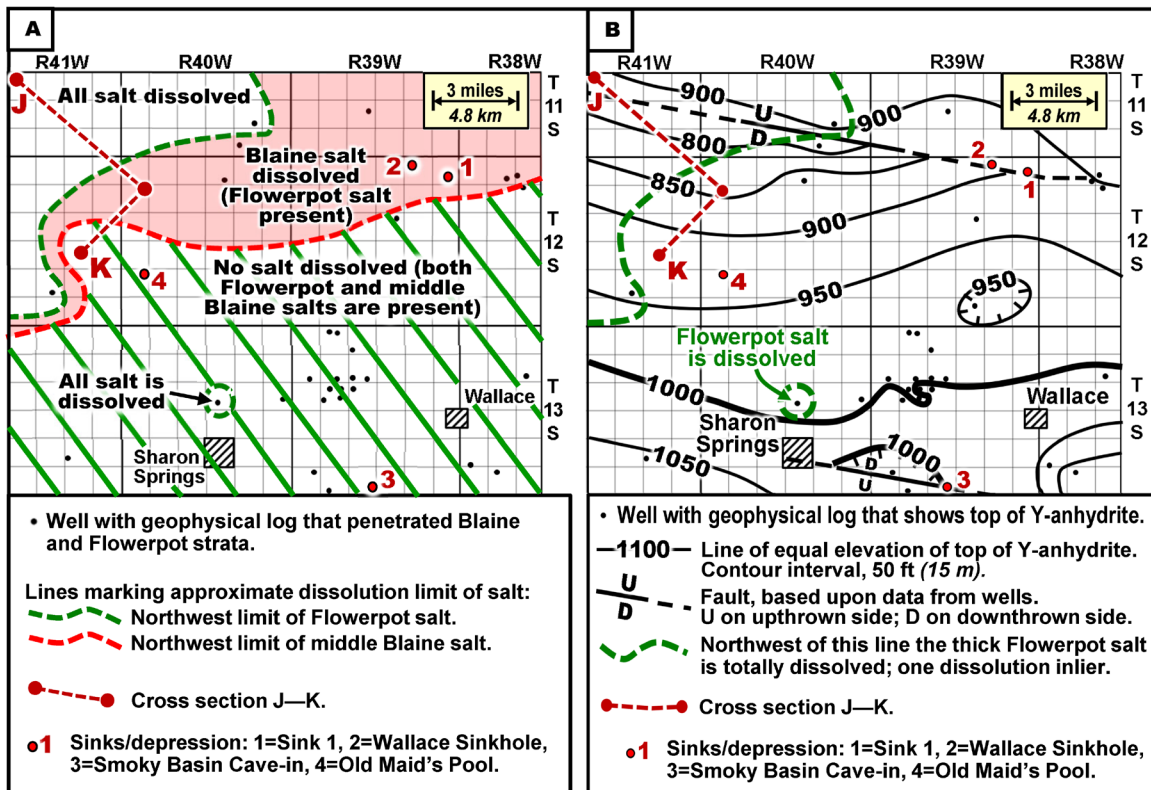 A
R41W R40W R39W R38W
3 miles
4.8 km
T
11
S
J
All salt dissolved
Blaine salt
dissolved
(Flowerpot salt
present)
2
1
T
12
S
K
4
No salt dissolved (both
Flowerpot and middle
Blaine salts are present)
All salt is
dissolved
Wallace
T
13
S
Sharon
Springs
3
• Well with geophysical log that penetrated Blaine
and Flowerpot strata.
Lines marking approximate dissolution limit of salt:
Northwest limit of Flowerpot salt.
Northwest limit of middle Blaine salt.
Cross section J—K.
1 Sinks/depression: 1=Sink 1, 2=Wallace Sinkhole,
3=Smoky Basin Cave-in, 4=Old Maid's Pool.
B
R41W R40W R39W R38W
3 miles
4.8 km
T
11
S
J
900
U
D
900
800
2
1
850
900
T
12
S
K
4
950
950
Flowerpot salt
is dissolved
1000
Wallace
T
13
S
Sharon
Springs
1000
1050
D
U
3
• Well with geophysical log that shows top of Y-anhydrite.
1100 Line of equal elevation of top of Y-anhydrite.
Contour interval, 50 ft (15 m).
U
D
Fault, based upon data from wells.
U on upthrown side; D on downthrown side.
Northwest of this line the thick Flowerpot salt
is totally dissolved; one dissolution inlier.
Cross section J—K.
1 Sinks/depression: 1=Sink 1, 2=Wallace Sinkhole,
3=Smoky Basin Cave-in, 4=Old Maid's Pool.